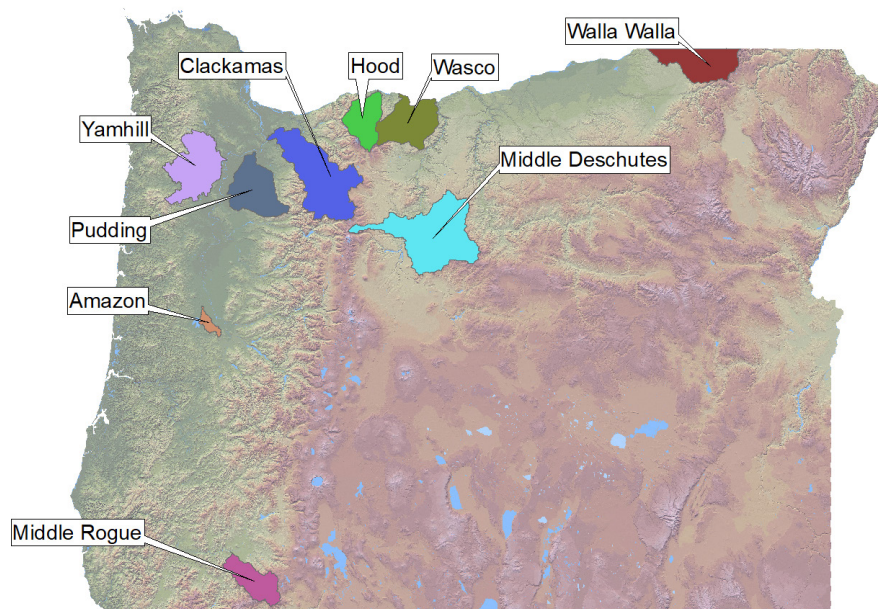 Walla Walla
Clackamas
Hood
Wasco
Yamhill
Middle Deschutes
Pudding
Amazon
Middle Rogue